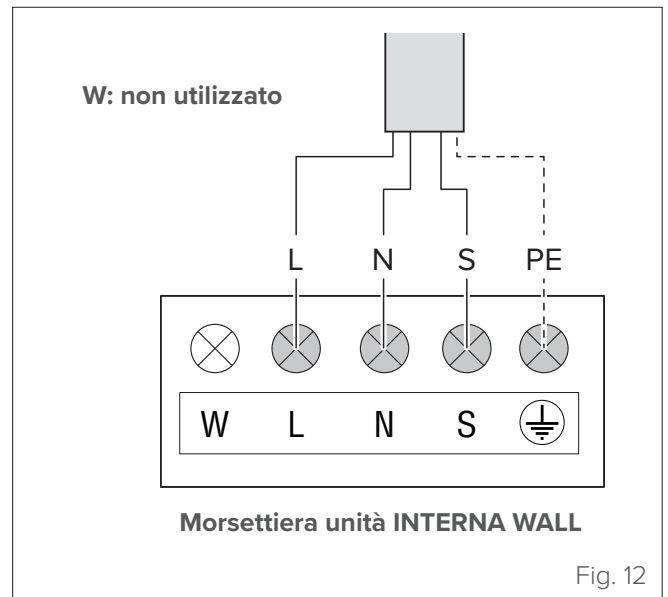 W: non utilizzato
L N S PE
W L N S
Morsettiera unità INTERNA WALL
Fig. 12